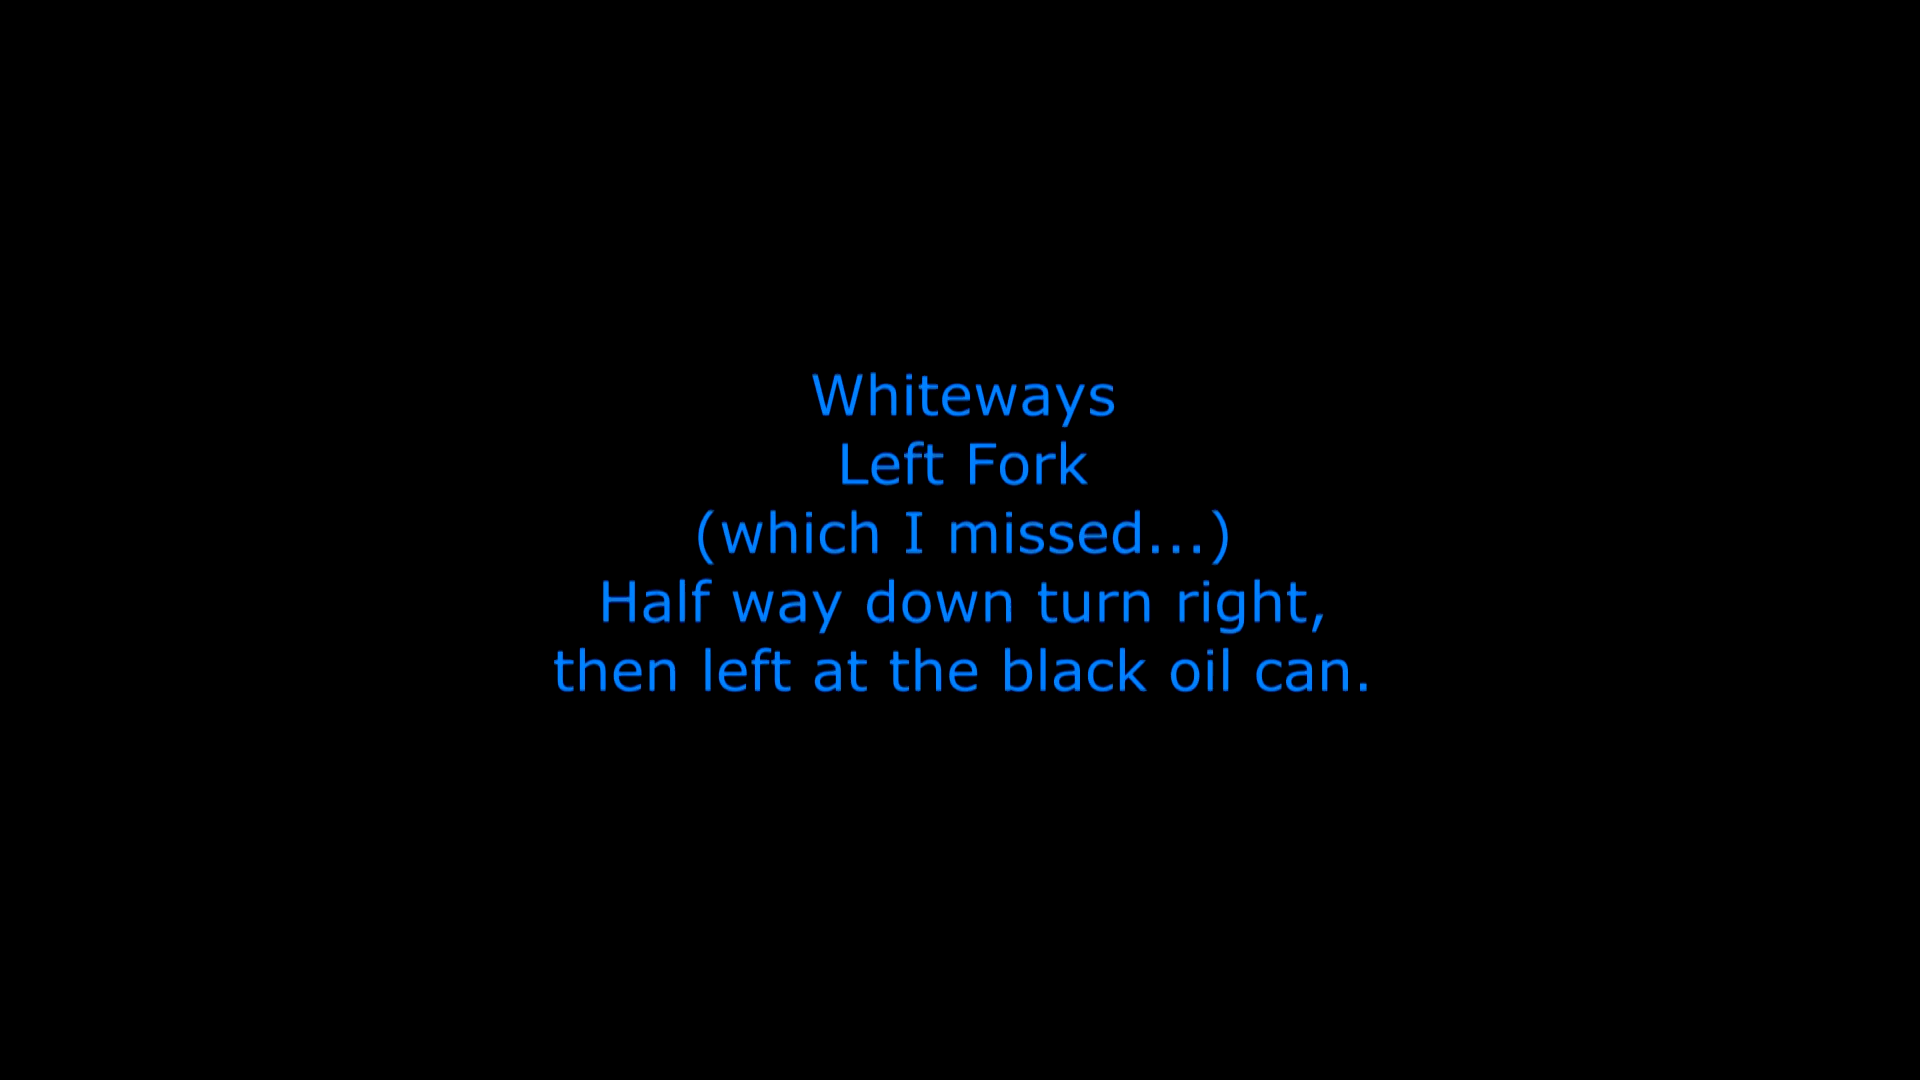 Whiteways
Left Fork
(which I missed...)
Half way down turn right,
then left at the black oil can.